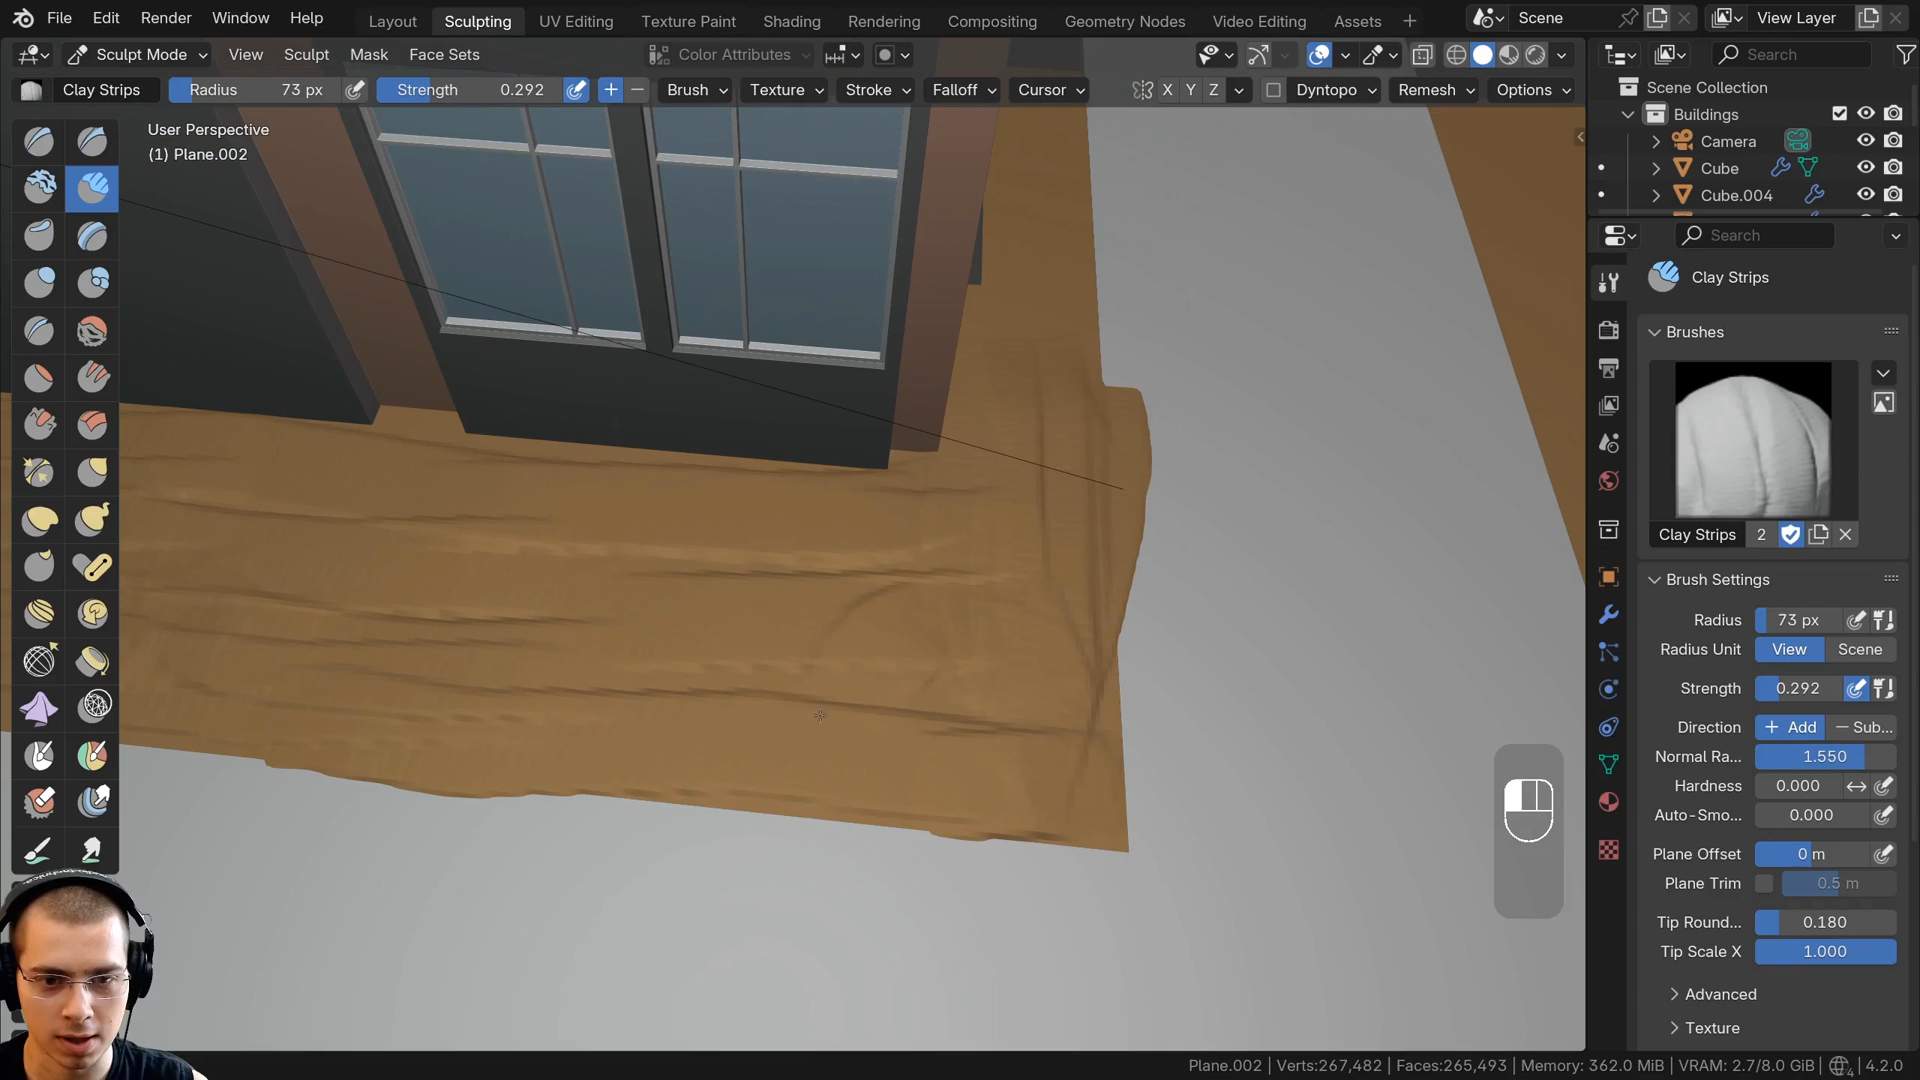 File Edit Render Window Help
Layout Sculpting UV Editing Texture Paint Shading Rendering Compositing Geometry Nodes Video Editing Assets
Scene View Layer
Sculpt Mode View Sculpt Mask Face Sets Color Attributes
Search
Clay Strips Radius 73 px Strength 0.292 Brush Texture Stroke Falloff Cursor X Y Z Dyntopo Remesh Options
Scene Collection
Buildings
Camera
Cube
Cube.004
User Perspective
(1) Plane.002
Search
Clay Strips
Brushes
Clay Strips 2
Brush Settings
Radius 73 px
Radius Unit View Scene
Strength 0.292
Direction Add Sub...
Normal Ra... 1.550
Hardness 0.000
Auto-Smo... 0.000
Plane Offset 0 m
Plane Trim 0.5 m
Tip Round... 0.180
Tip Scale X 1.000
Advanced
Texture
Plane.002 | Verts:267,482 | Faces:265,493 | Memory: 362.0 MiB | VRAM: 2.7/8.0 GiB | 4 | 4.2.0